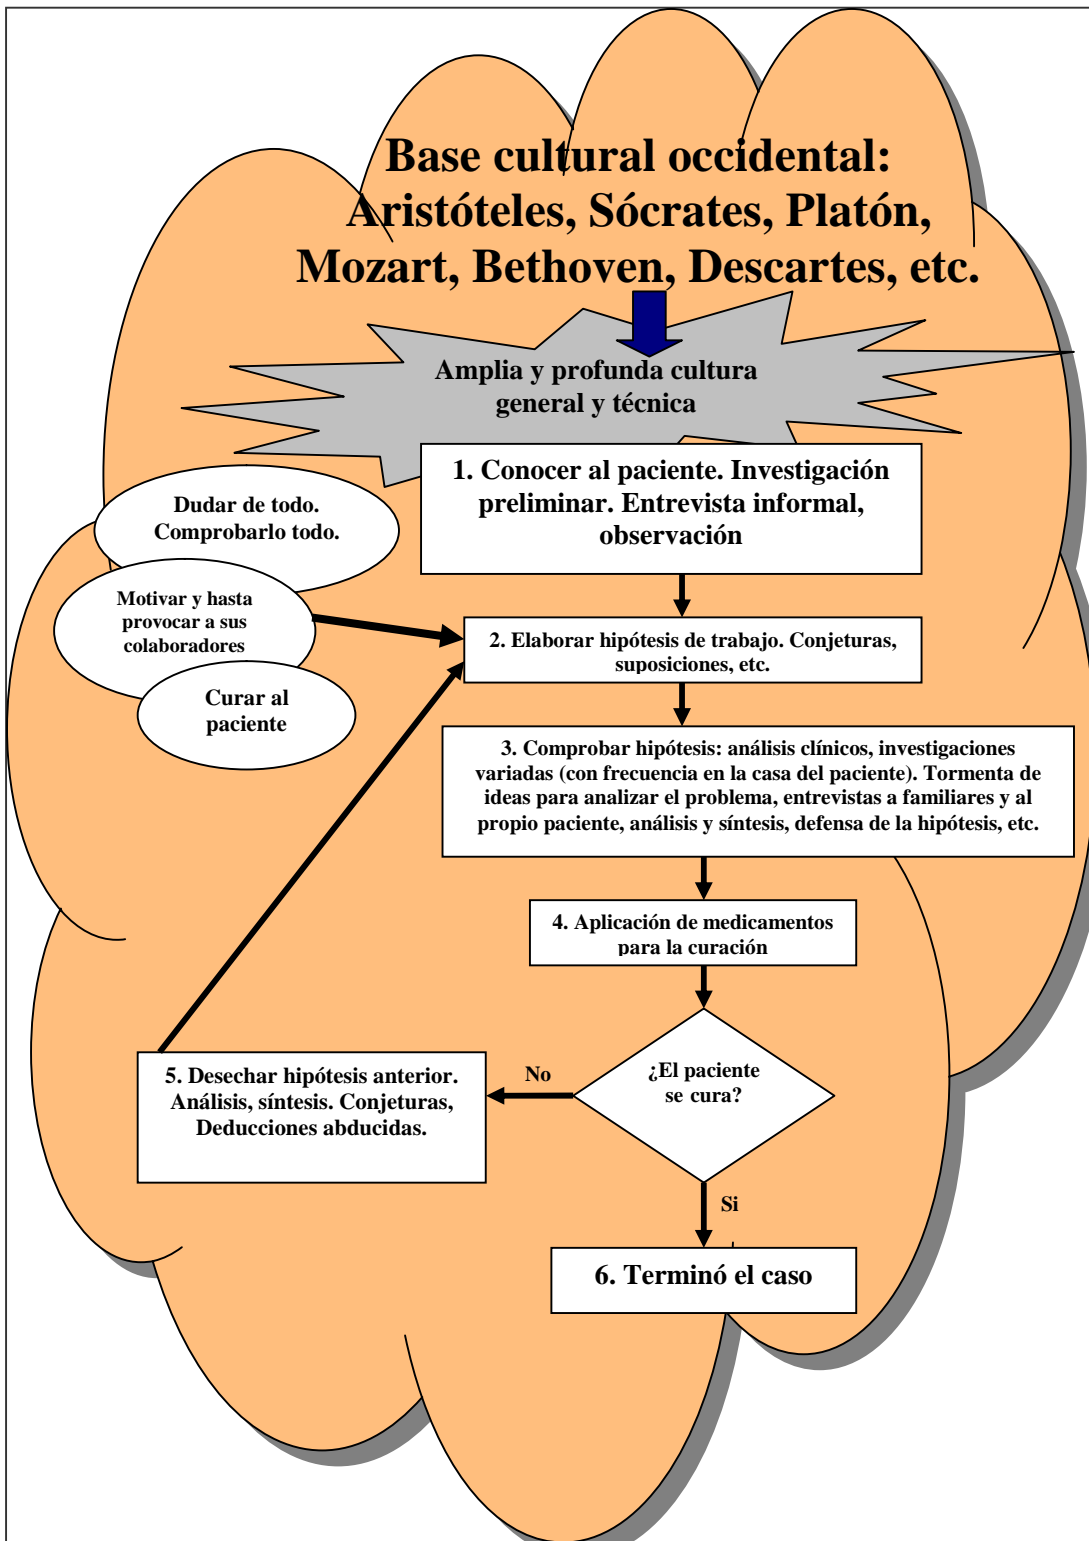 Base cultural occidental:
Aristóteles, Sócrates, Platón,
Mozart, Bethoven, Descartes, etc.
Amplia y profunda cultura
general y técnica
1. Conocer al paciente. Investigación
preliminar. Entrevista informal,
observación
Dudar de todo.
Comprobarlo todo.
Motivar y hasta
provocar a sus
colaboradores
Curar al
paciente
2. Elaborar hipótesis de trabajo. Conjeturas,
suposiciones, etc.
3. Comprobar hipótesis: análisis clínicos, investigaciones
variadas (con frecuencia en la casa del paciente). Tormenta de
ideas para analizar el problema, entrevistas a familiares y al
propio paciente, análisis y síntesis, defensa de la hipótesis, etc.
4. Aplicación de medicamentos
para la curación
¿El paciente
se cura?
No
5. Desechar hipótesis anterior.
Análisis, síntesis. Conjeturas,
Deducciones abducidas.
Si
6. Terminó el caso